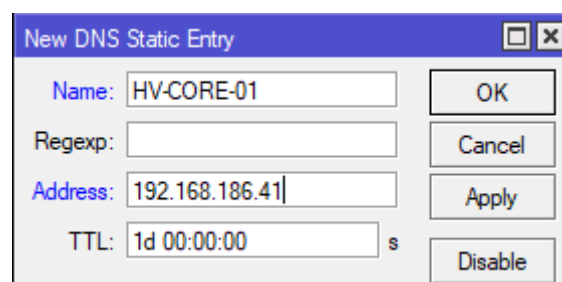 New DNS Static Entry
Name: HV-CORE-01
OK
Regexp:
Cancel
Address: 192.168.186.41
Apply
TTL: 1d 00:00:00 s
Disable